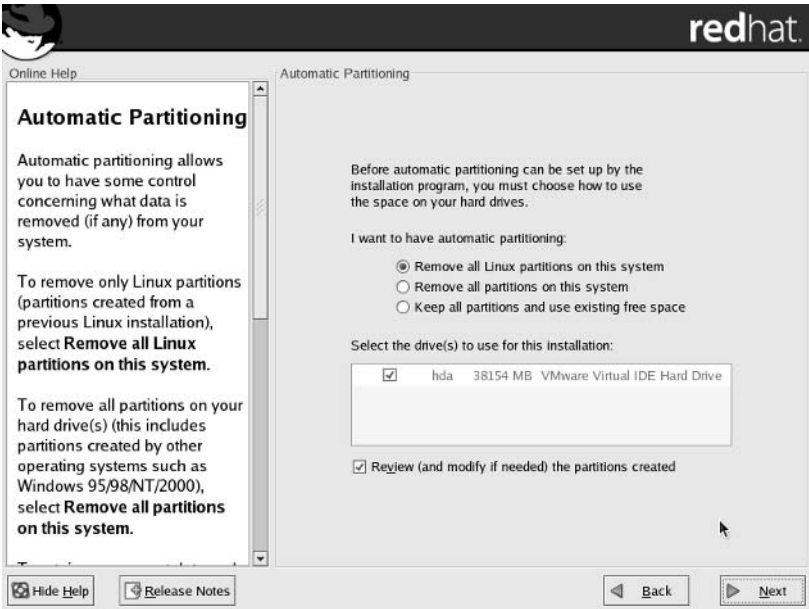 redhat.
Online Help
Automatic Partitioning
Automatic partitioning allows
you to have some control
concerning what data is
removed (if any) from your
system.
To remove only Linux partitions
(partitions created from a
previous Linux installation),
select Remove all Linux
partitions on this system.
To remove all partitions on your
hard drive(s) (this includes
partitions created by other
operating systems such as
Windows 95/98/NT/2000),
select Remove all partitions
on this system.
Automatic Partitioning
Before automatic partitioning can be set up by the
installation program, you must choose how to use
the space on your hard drives.
I want to have automatic partitioning:
Remove all Linux partitions on this system
Remove all partitions on this system
Keep all partitions and use existing free space
Select the drive(s) to use for this installation:
hda 38154 MB VMware Virtual IDE Hard Drive
Review (and modify if needed) the partitions created
Hide Help
Release Notes
Back
Next